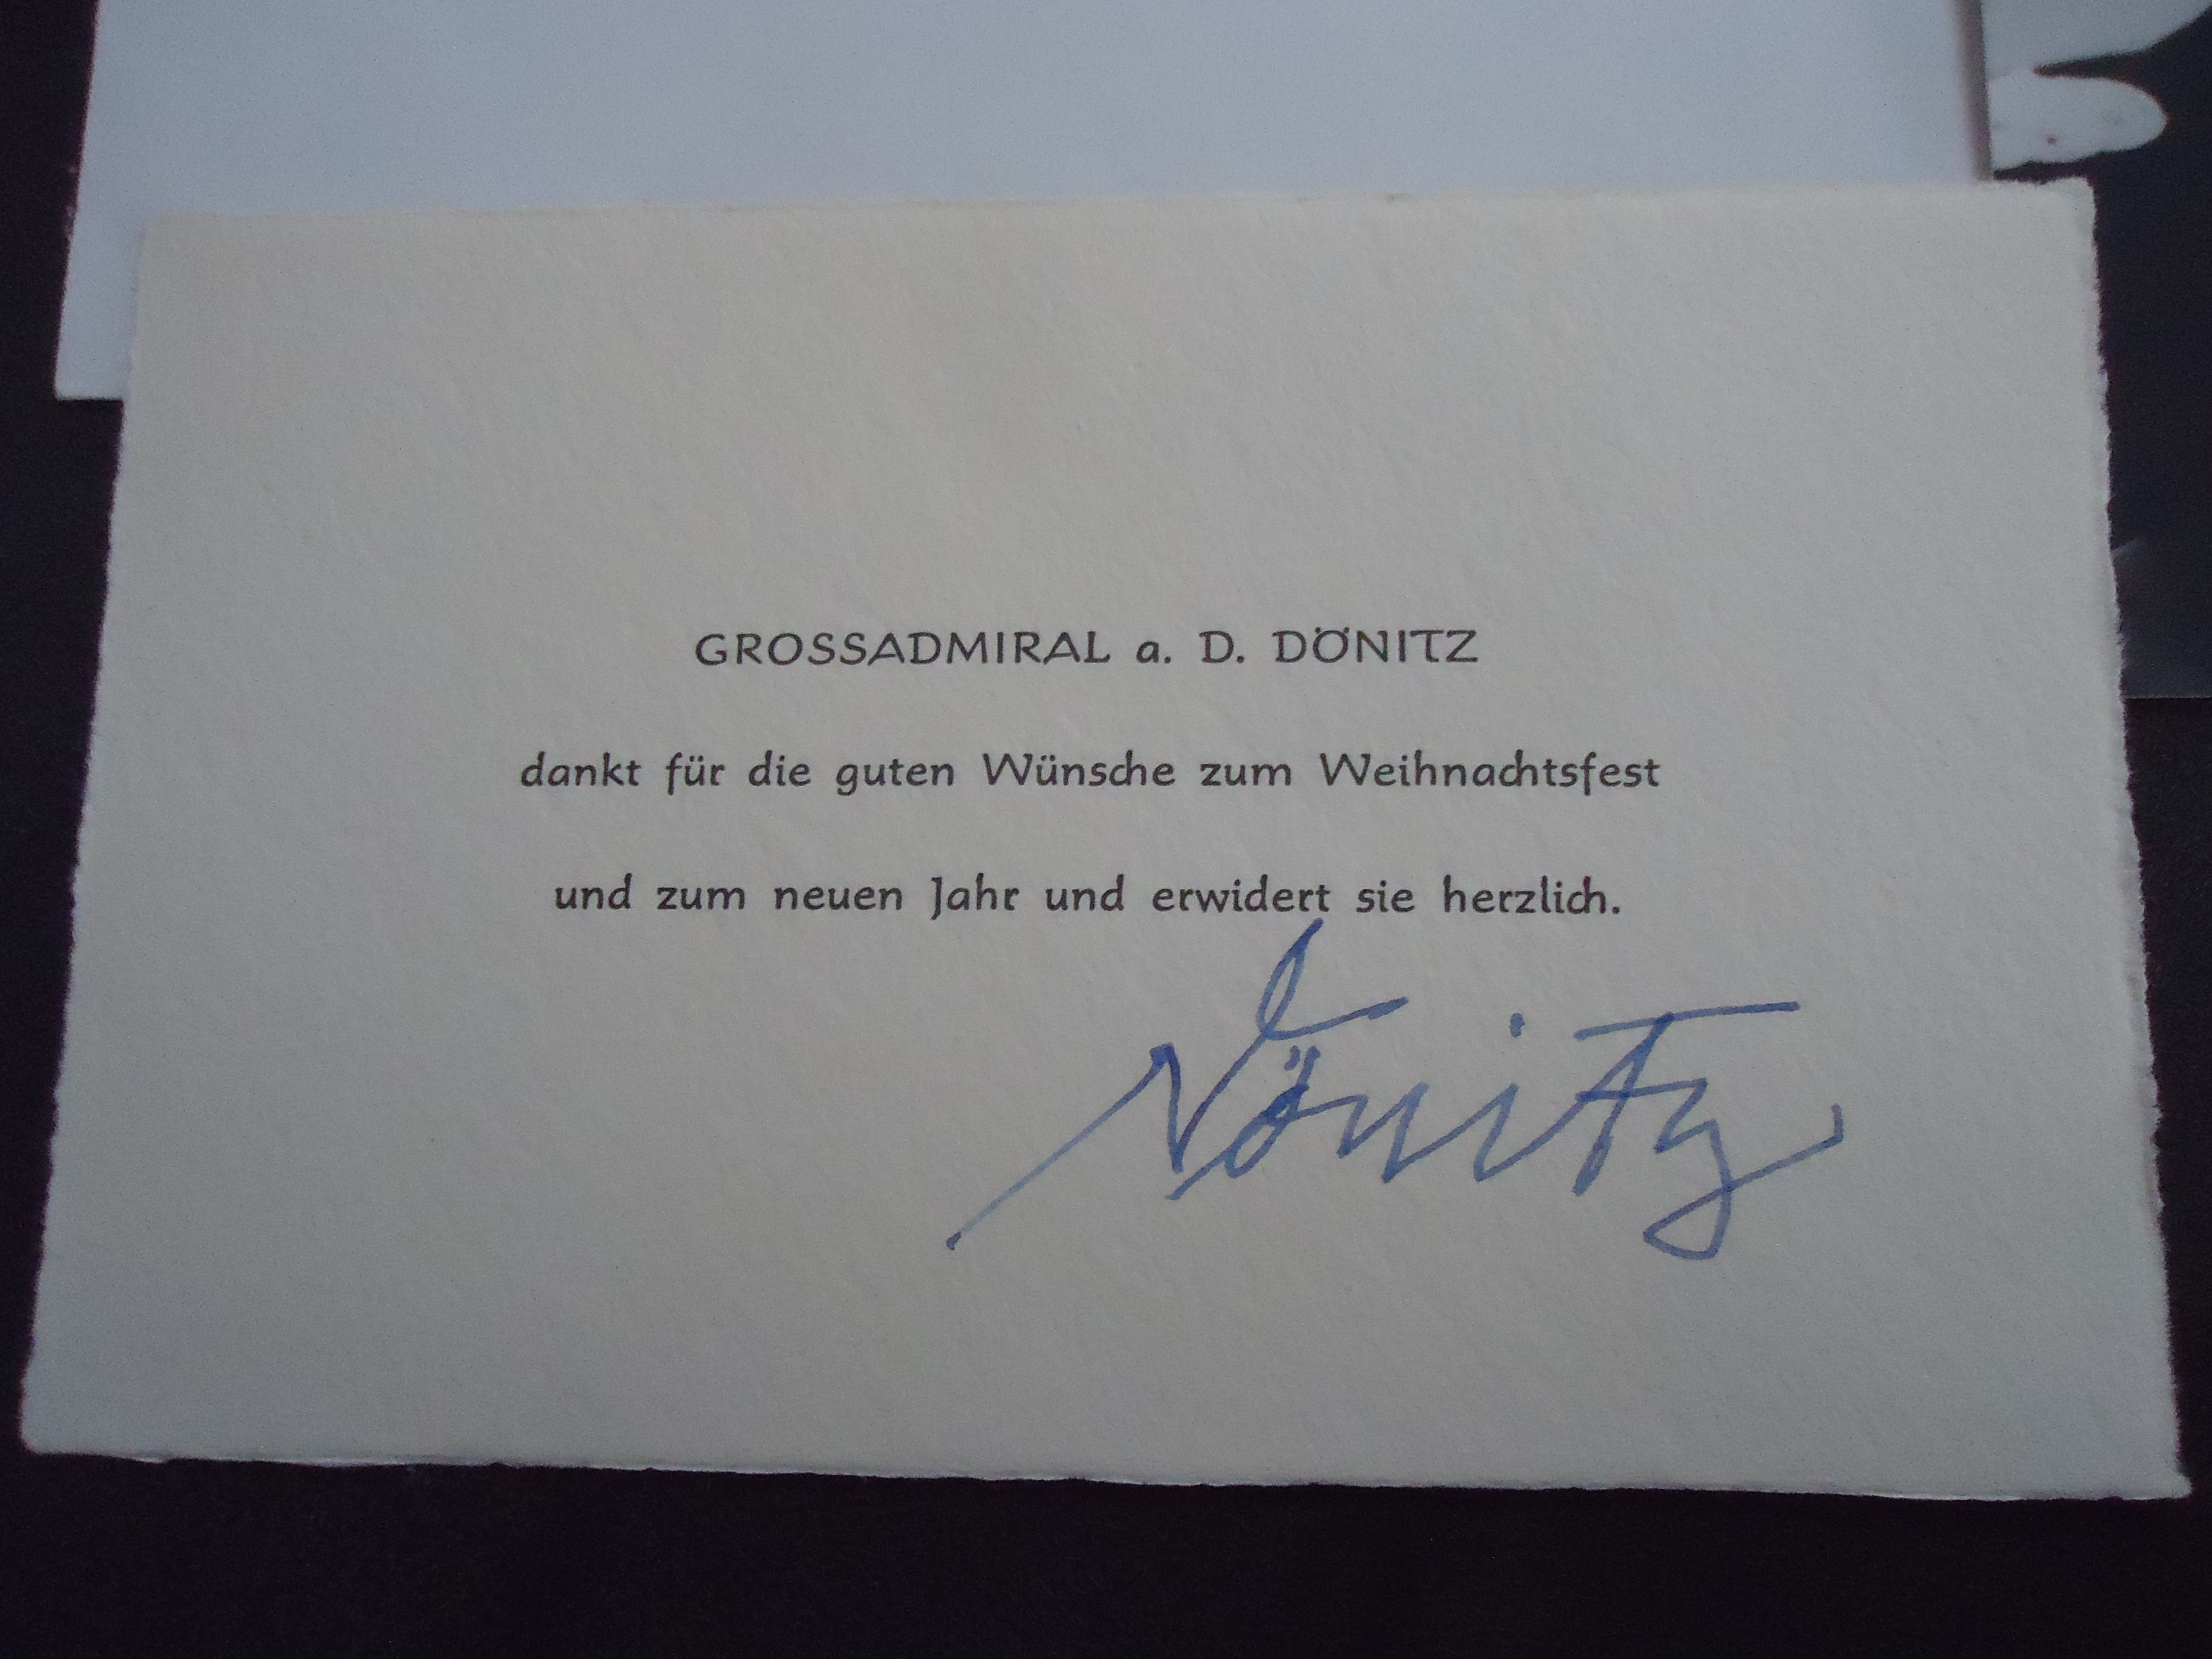 GROSSADMIRAL a. D. DÖNITZ
dankt für die guten Wünsche zum Weihnachtsfest
und zum neuen Jahr und erwidert sie herzlich.
Dönitz